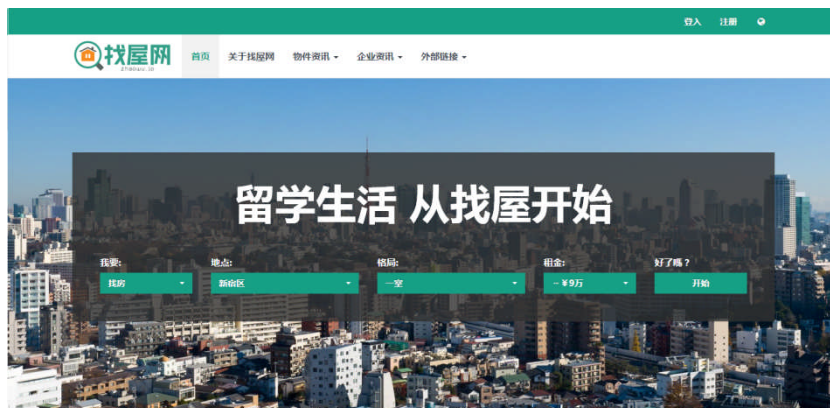 登入 注册
找屋网
首页 关于找屋网 物件资讯 企业资讯 外部链接
留学生活 从找屋开始
我要: 地点: 格局: 租金: 好了嗎？
找房 新宿区 一室 ~ ¥9万 开始